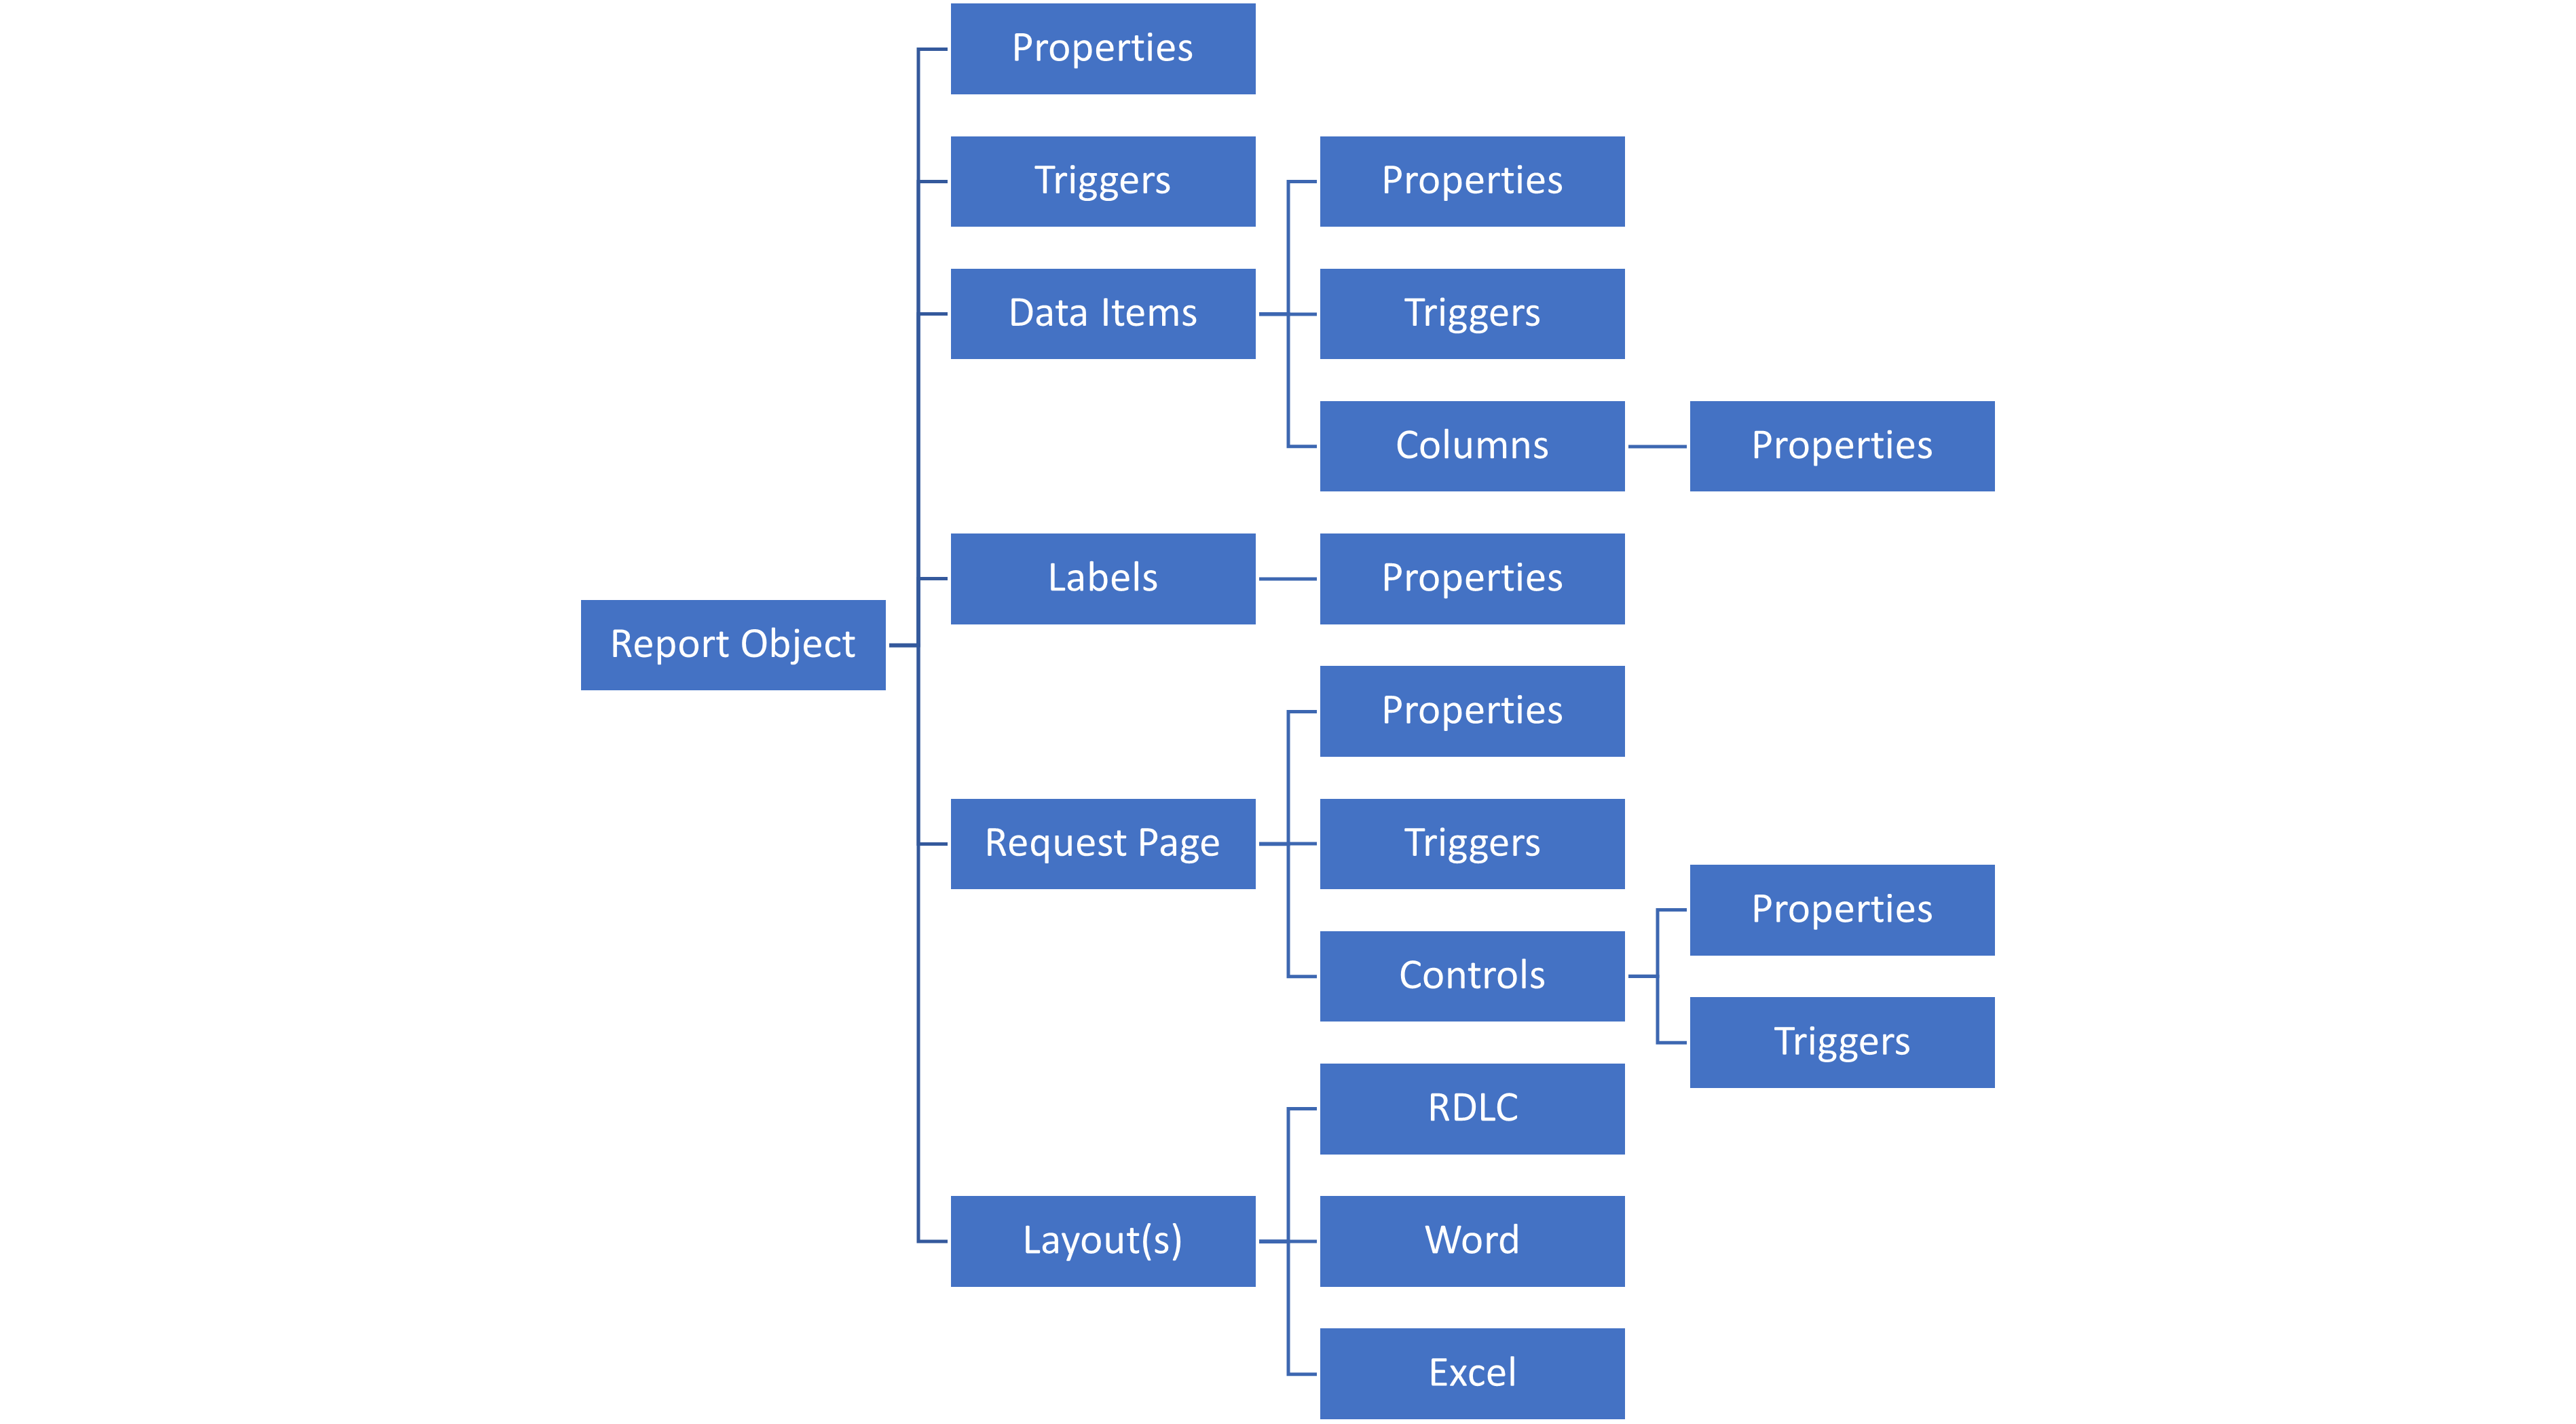 Report Object
Properties
Triggers
Data Items
Properties
Triggers
Columns
Properties
Labels
Properties
Request Page
Properties
Triggers
Controls
Properties
Triggers
Layout(s)
RDLC
Word
Excel